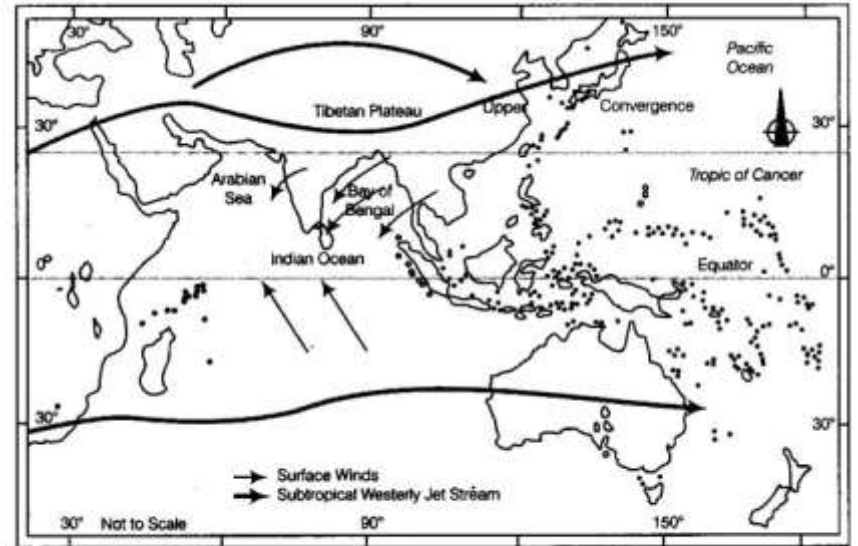 30°
90°
150°
Pacific
Ocean
Tibetan Plateau
Upper
Convergence
30°
30°
Arabian
Sea
Bay of
Bengal
Tropic of Cancer
Indian Ocean
Equator
0°
0°
30°
30°
Surface Winds
Subtropical Westerly Jet Stream
30°
Not to Scale
90°
150°